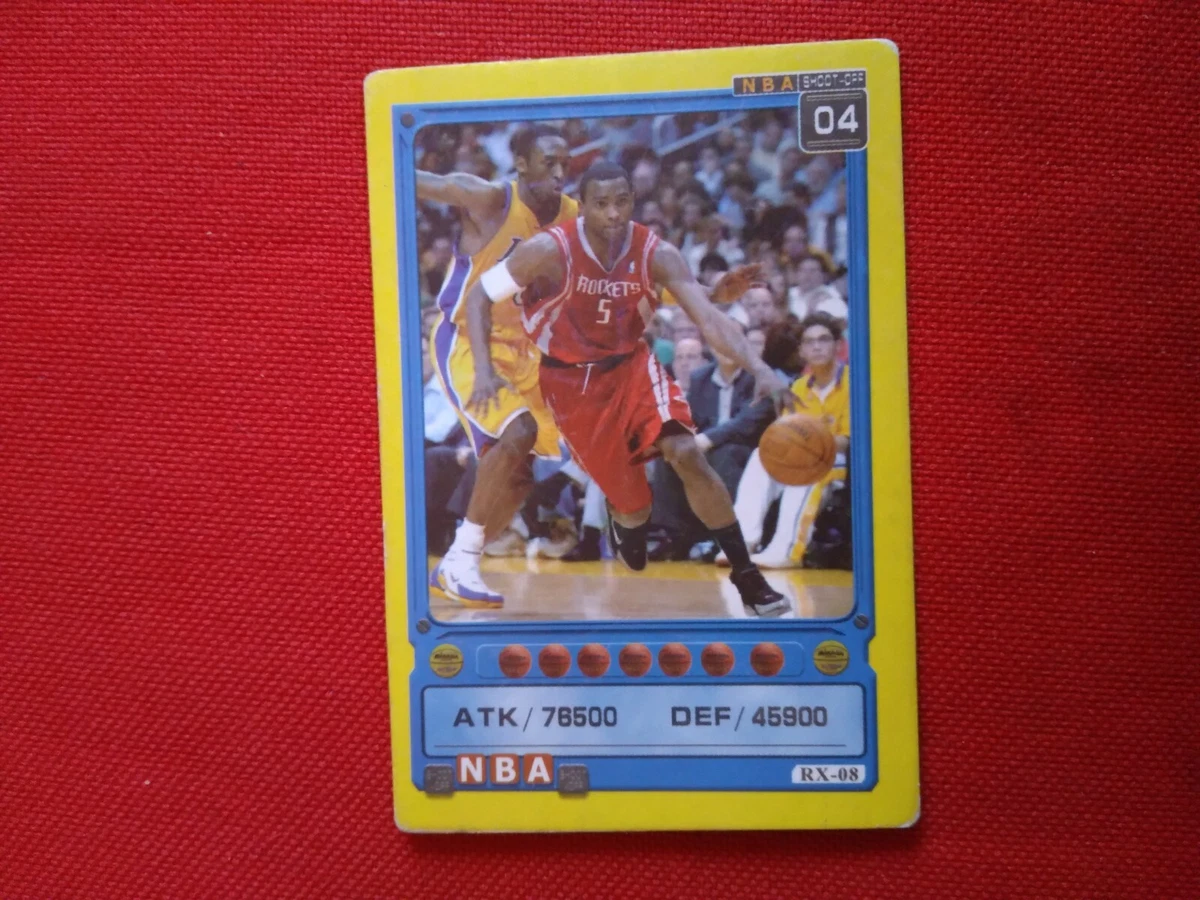 NBA SHOOT-OFF
04
ROCKETS
5
ATK/76500 DEF/45900
NBA
RX-08